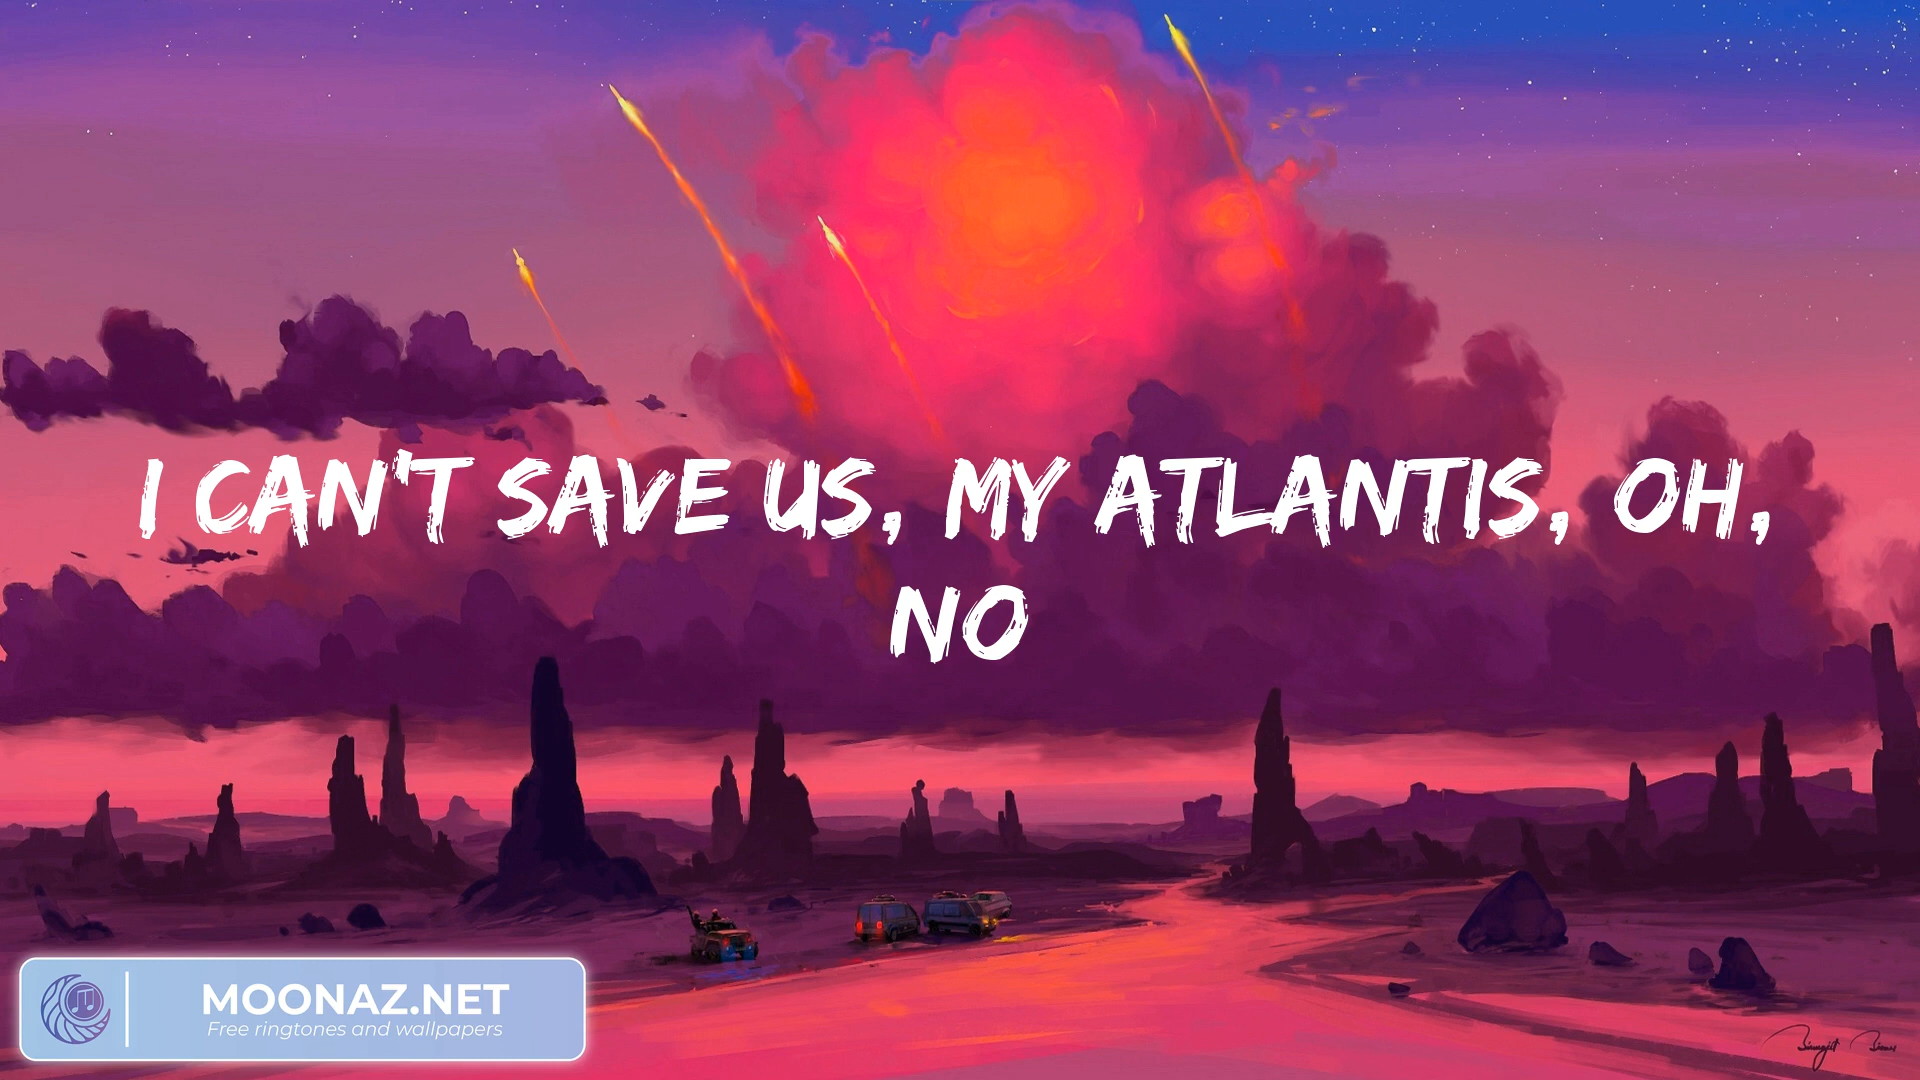 I CAN'T SAVE US, MY ATLANTIS, OH,
NO
MOONAZ.NET
Free ringtones and wallpapers